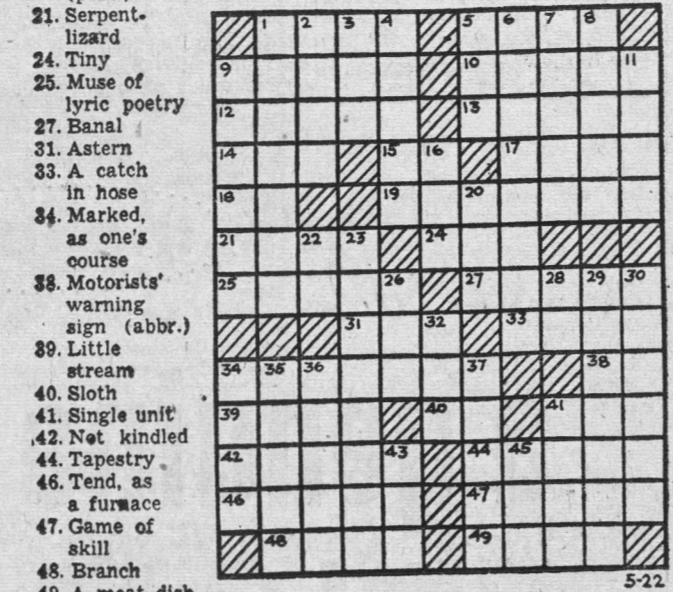 21. Serpent-
lizard
24. Tiny
25. Muse of
lyric poetry
27. Banal
31. Astern
33. A catch
in hose
34. Marked,
as one's
course
38. Motorists'
warning
sign (abbr.)
39. Little
stream
40. Sloth
41. Single unit
42. Not kindled
44. Tapestry
46. Tend, as
a furnace
47. Game of
skill
48. Branch
49. A meat dish
1 2 3 4 5 6 7 8
9 10 11
12 13
14 15 16 17
18 19 20
21 22 23 24
25 26 27 28 29 30
31 32 33
34 35 36 37 38
39 40 41
42 43 44 45
46 47
48 49
5-22